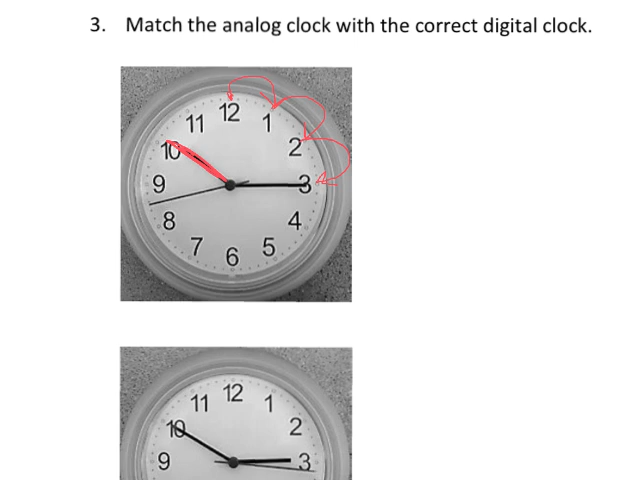 3. Match the analog clock with the correct digital clock.
11 12 1
10 2
9 3
8 4
7 6 5
11 12 1
10 2
9 3